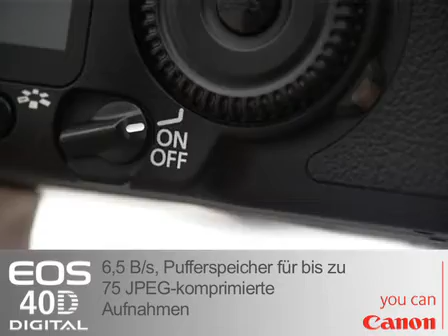 ON
OFF
EOS
40D
DIGITAL
6,5 B/s, Pufferspeicher für bis zu
75 JPEG-komprimierte
Aufnahmen
you can
Canon